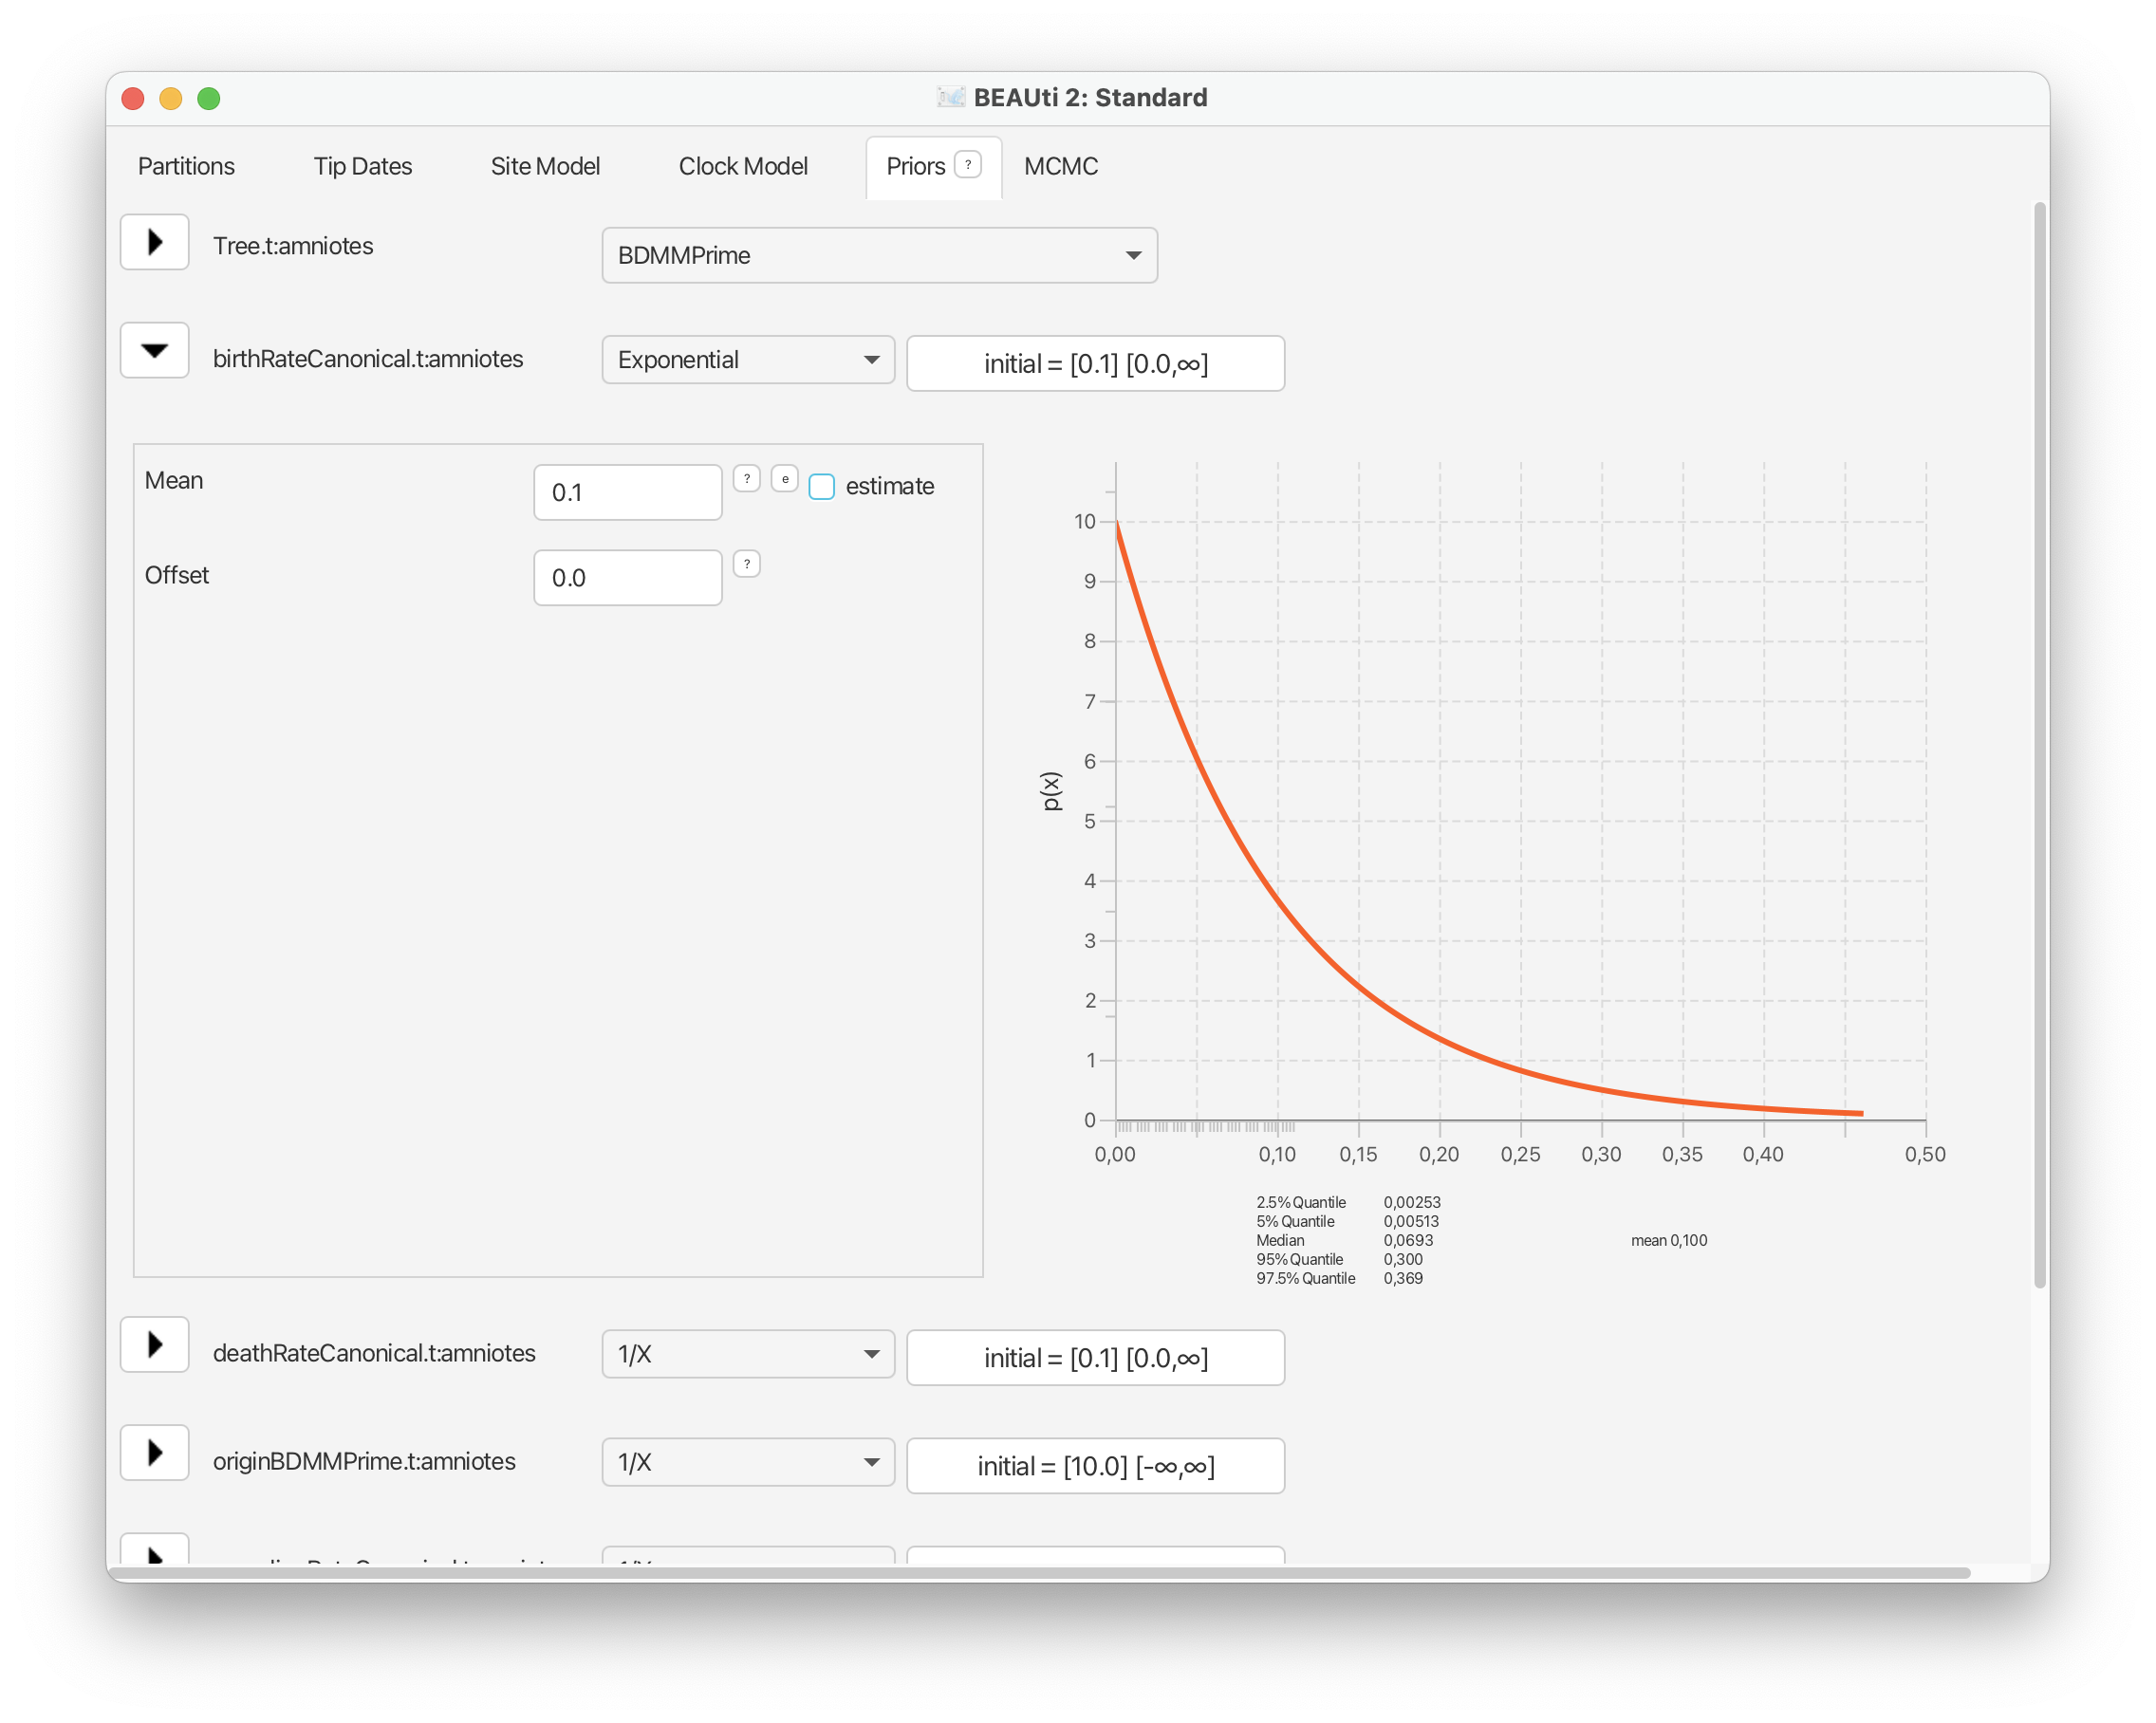 BEAUti 2: Standard
Partitions Tip Dates Site Model Clock Model Priors ? MCMC
Tree.t:amniotes BDMMPrime
birthRateCanonical.t:amniotes Exponential initial = [0.1] [0.0,∞]
Mean 0.1 ? e estimate
Offset 0.0 ?
p(x)
10
9
8
7
6
5
4
3
2
1
0
0,00 0,10 0,15 0,20 0,25 0,30 0,35 0,40 0,50
2.5% Quantile 0,00253
5% Quantile 0,00513
Median 0,0693 mean 0,100
95% Quantile 0,300
97.5% Quantile 0,369
deathRateCanonical.t:amniotes 1/X initial = [0.1] [0.0,∞]
originBDMMPrime.t:amniotes 1/X initial = [10.0] [-∞,∞]
1/X